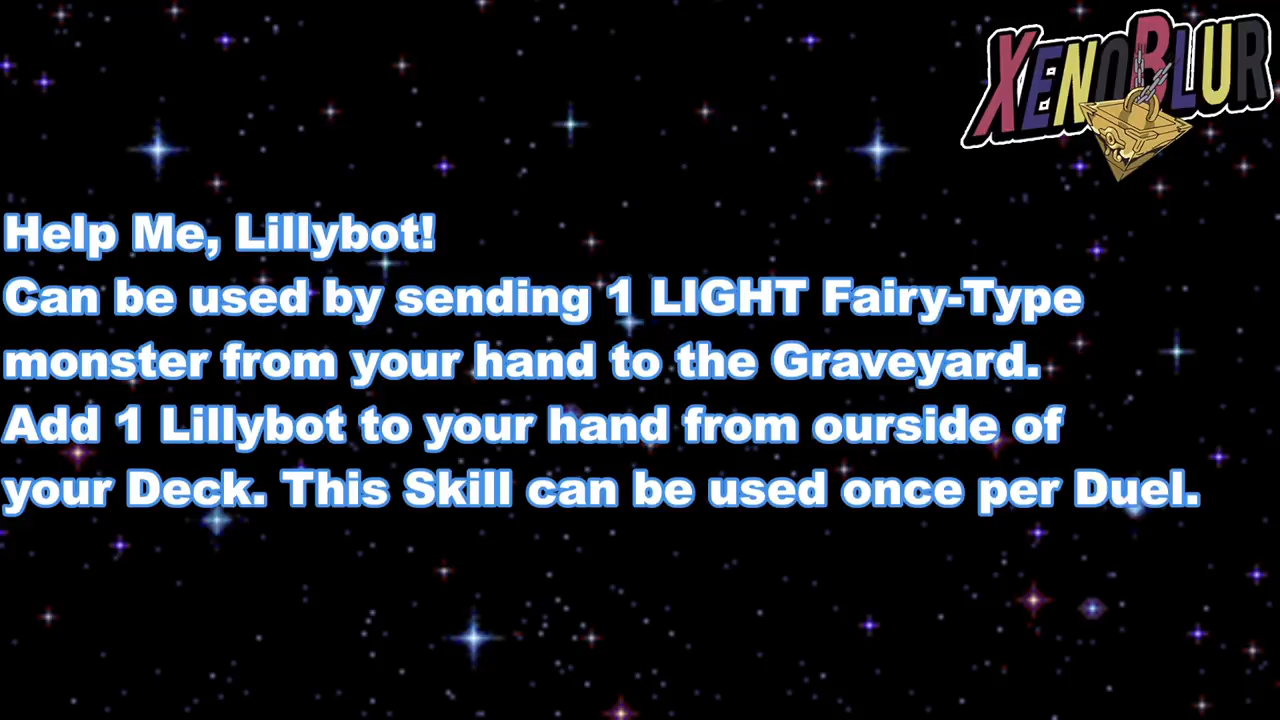 XENOBLUR
Help Me, Lillybot!
Can be used by sending 1 LIGHT Fairy-Type
monster from your hand to the Graveyard.
Add 1 Lillybot to your hand from ourside of
your Deck. This Skill can be used once per Duel.